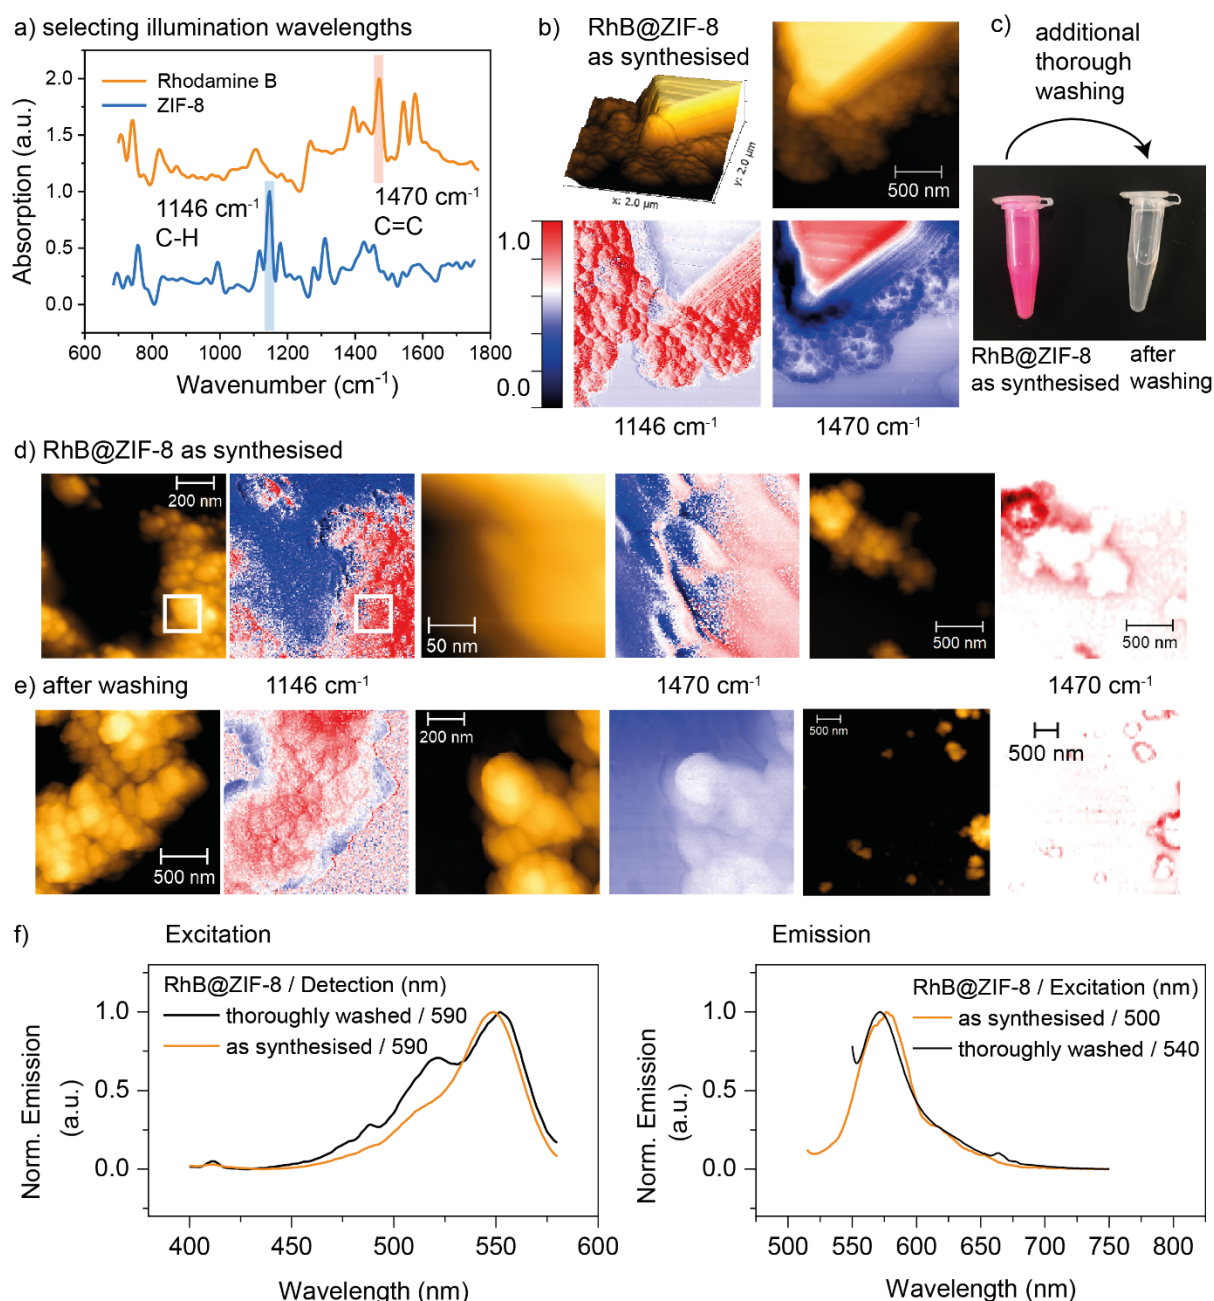 a) selecting illumination wavelengths
Rhodamine B
ZIF-8
2.0
1.5
1.0
0.5
0.0
1146 cm⁻¹
C-H
1470 cm⁻¹
C=C
Absorption (a.u.)
600 800 1000 1200 1400 1600 1800
Wavenumber (cm⁻¹)
b) RhB@ZIF-8
as synthesised
x: 2.0 µm
y: 2.0 µm
500 nm
1.0
0.0
1146 cm⁻¹
1470 cm⁻¹
c) additional
thorough
washing
RhB@ZIF-8
as synthesised
after
washing
d) RhB@ZIF-8 as synthesised
200 nm
50 nm
500 nm
500 nm
1146 cm⁻¹
1470 cm⁻¹
1470 cm⁻¹
e) after washing
500 nm
200 nm
500 nm
500 nm
f) Excitation
RhB@ZIF-8 / Detection (nm)
thoroughly washed / 590
as synthesised / 590
1.0
0.5
0.0
Norm. Emission
(a.u.)
400 450 500 550 600
Wavelength (nm)
Emission
RhB@ZIF-8 / Excitation (nm)
as synthesised / 500
thoroughly washed / 540
1.0
0.5
0.0
Norm. Emission
(a.u.)
500 550 600 650 700 750 800
Wavelength (nm)